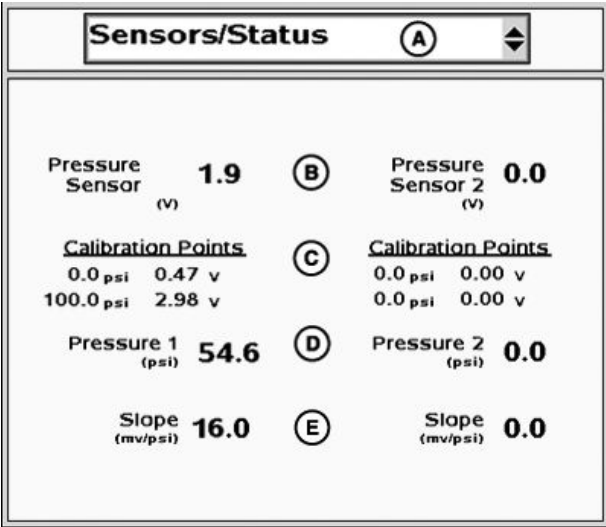 Sensors/Status A
Pressure Sensor (V) 1.9 B Pressure Sensor 2 (V) 0.0
Calibration Points C Calibration Points
0.0 psi 0.47 v 0.0 psi 0.00 v
100.0 psi 2.98 v 0.0 psi 0.00 v
Pressure 1 (psi) 54.6 D Pressure 2 (psi) 0.0
Slope (mv/psi) 16.0 E Slope (mv/psi) 0.0